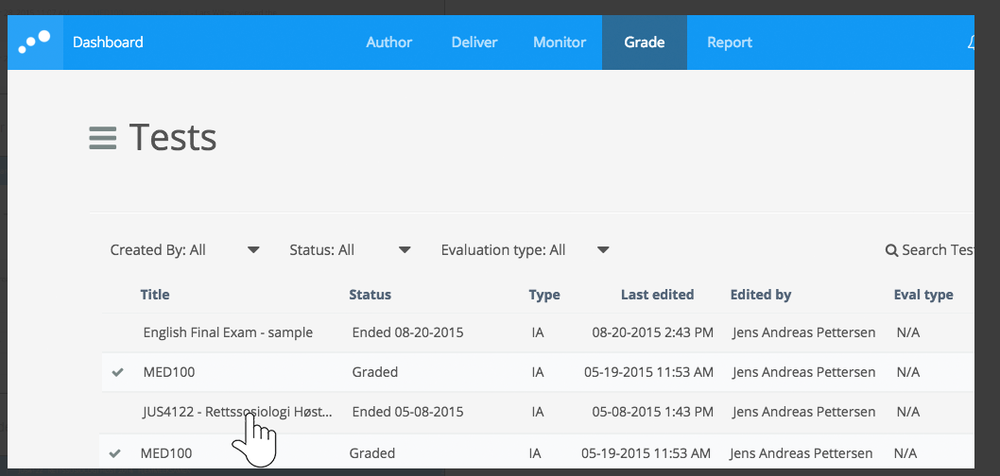 Dashboard Author Deliver Monitor Grade Report
Tests
Created By: All Status: All Evaluation type: All Search Tes
Title Status Type Last edited Edited by Eval type
English Final Exam - sample Ended 08-20-2015 IA 08-20-2015 2:43 PM Jens Andreas Pettersen N/A
MED100 Graded IA 05-19-2015 11:53 AM Jens Andreas Pettersen N/A
JUS4122 - Rettssosiologi Høst... Ended 05-08-2015 IA 05-08-2015 1:43 PM Jens Andreas Pettersen N/A
MED100 Graded IA 05-19-2015 11:53 AM Jens Andreas Pettersen N/A